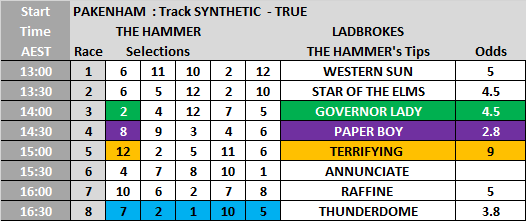 Start PAKENHAM : Track SYNTHETIC - TRUE
Time THE HAMMER LADBROKES
AEST Race Selections THE HAMMER's Tips Odds
13:00 1 6 11 10 2 12 WESTERN SUN 5
13:30 2 6 5 12 2 10 STAR OF THE ELMS 4.5
14:00 3 2 4 12 7 5 GOVERNOR LADY 4.5
14:30 4 8 9 3 4 6 PAPER BOY 2.8
15:00 5 12 2 5 11 6 TERRIFYING 9
15:30 6 4 7 8 10 1 ANNUNCIATE
16:00 7 10 6 2 7 8 RAFFINE 5
16:30 8 7 2 1 10 5 THUNDERDOME 3.8